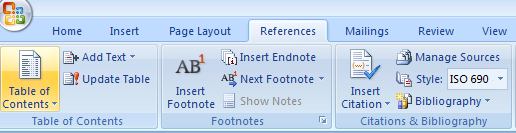 Home Insert Page Layout References Mailings Review View
Table of Contents
Add Text
Update Table
Table of Contents
AB1
Insert Footnote
Insert Endnote
AB1 Next Footnote
Show Notes
Footnotes
Insert Citation
Manage Sources
Style: ISO 690
Bibliography
Citations & Bibliography